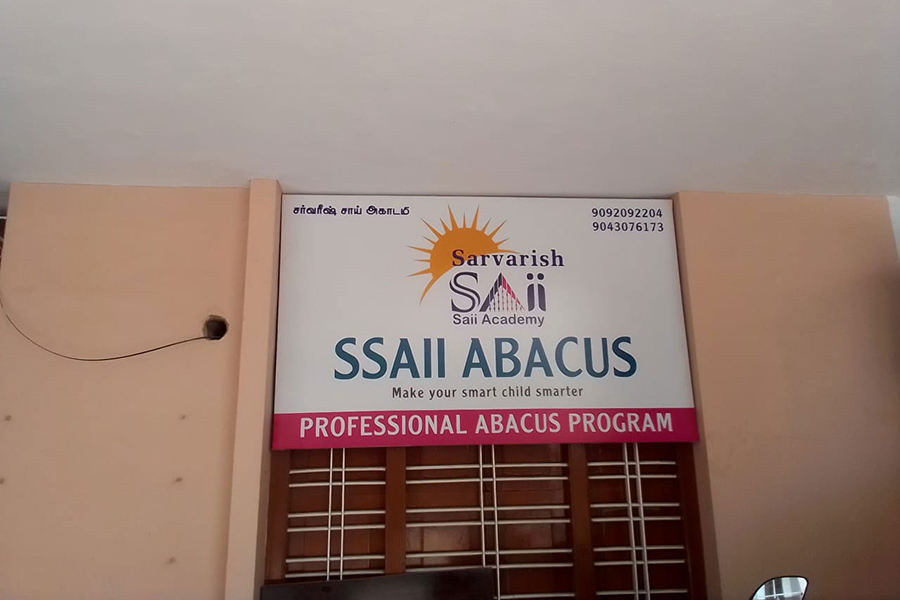 சர்வரீஷ் சாய் அகாடமி
9092092204
9043076173
Sarvarish
SAii
Saii Academy
SSAII ABACUS
Make your smart child smarter
PROFESSIONAL ABACUS PROGRAM